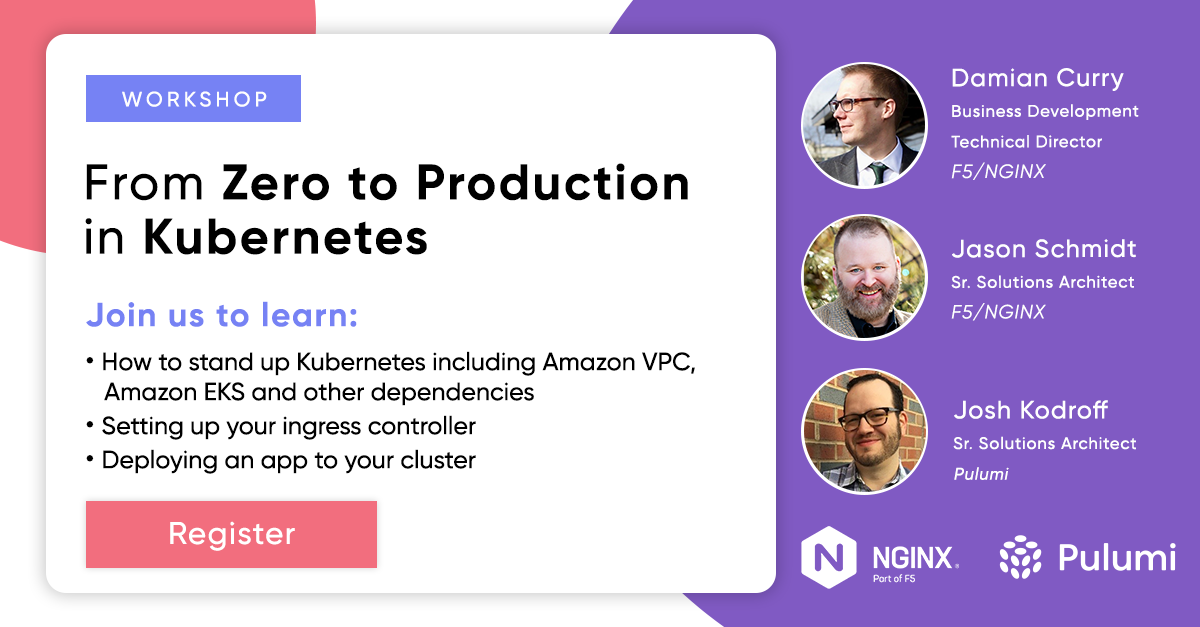 WORKSHOP
From Zero to Production
in Kubernetes
Join us to learn:
• How to stand up Kubernetes including Amazon VPC,
Amazon EKS and other dependencies
• Setting up your ingress controller
• Deploying an app to your cluster
Register
Damian Curry
Business Development
Technical Director
F5/NGINX
Jason Schmidt
Sr. Solutions Architect
F5/NGINX
Josh Kodroff
Sr. Solutions Architect
Pulumi
N NGINX®
Part of F5
Pulumi